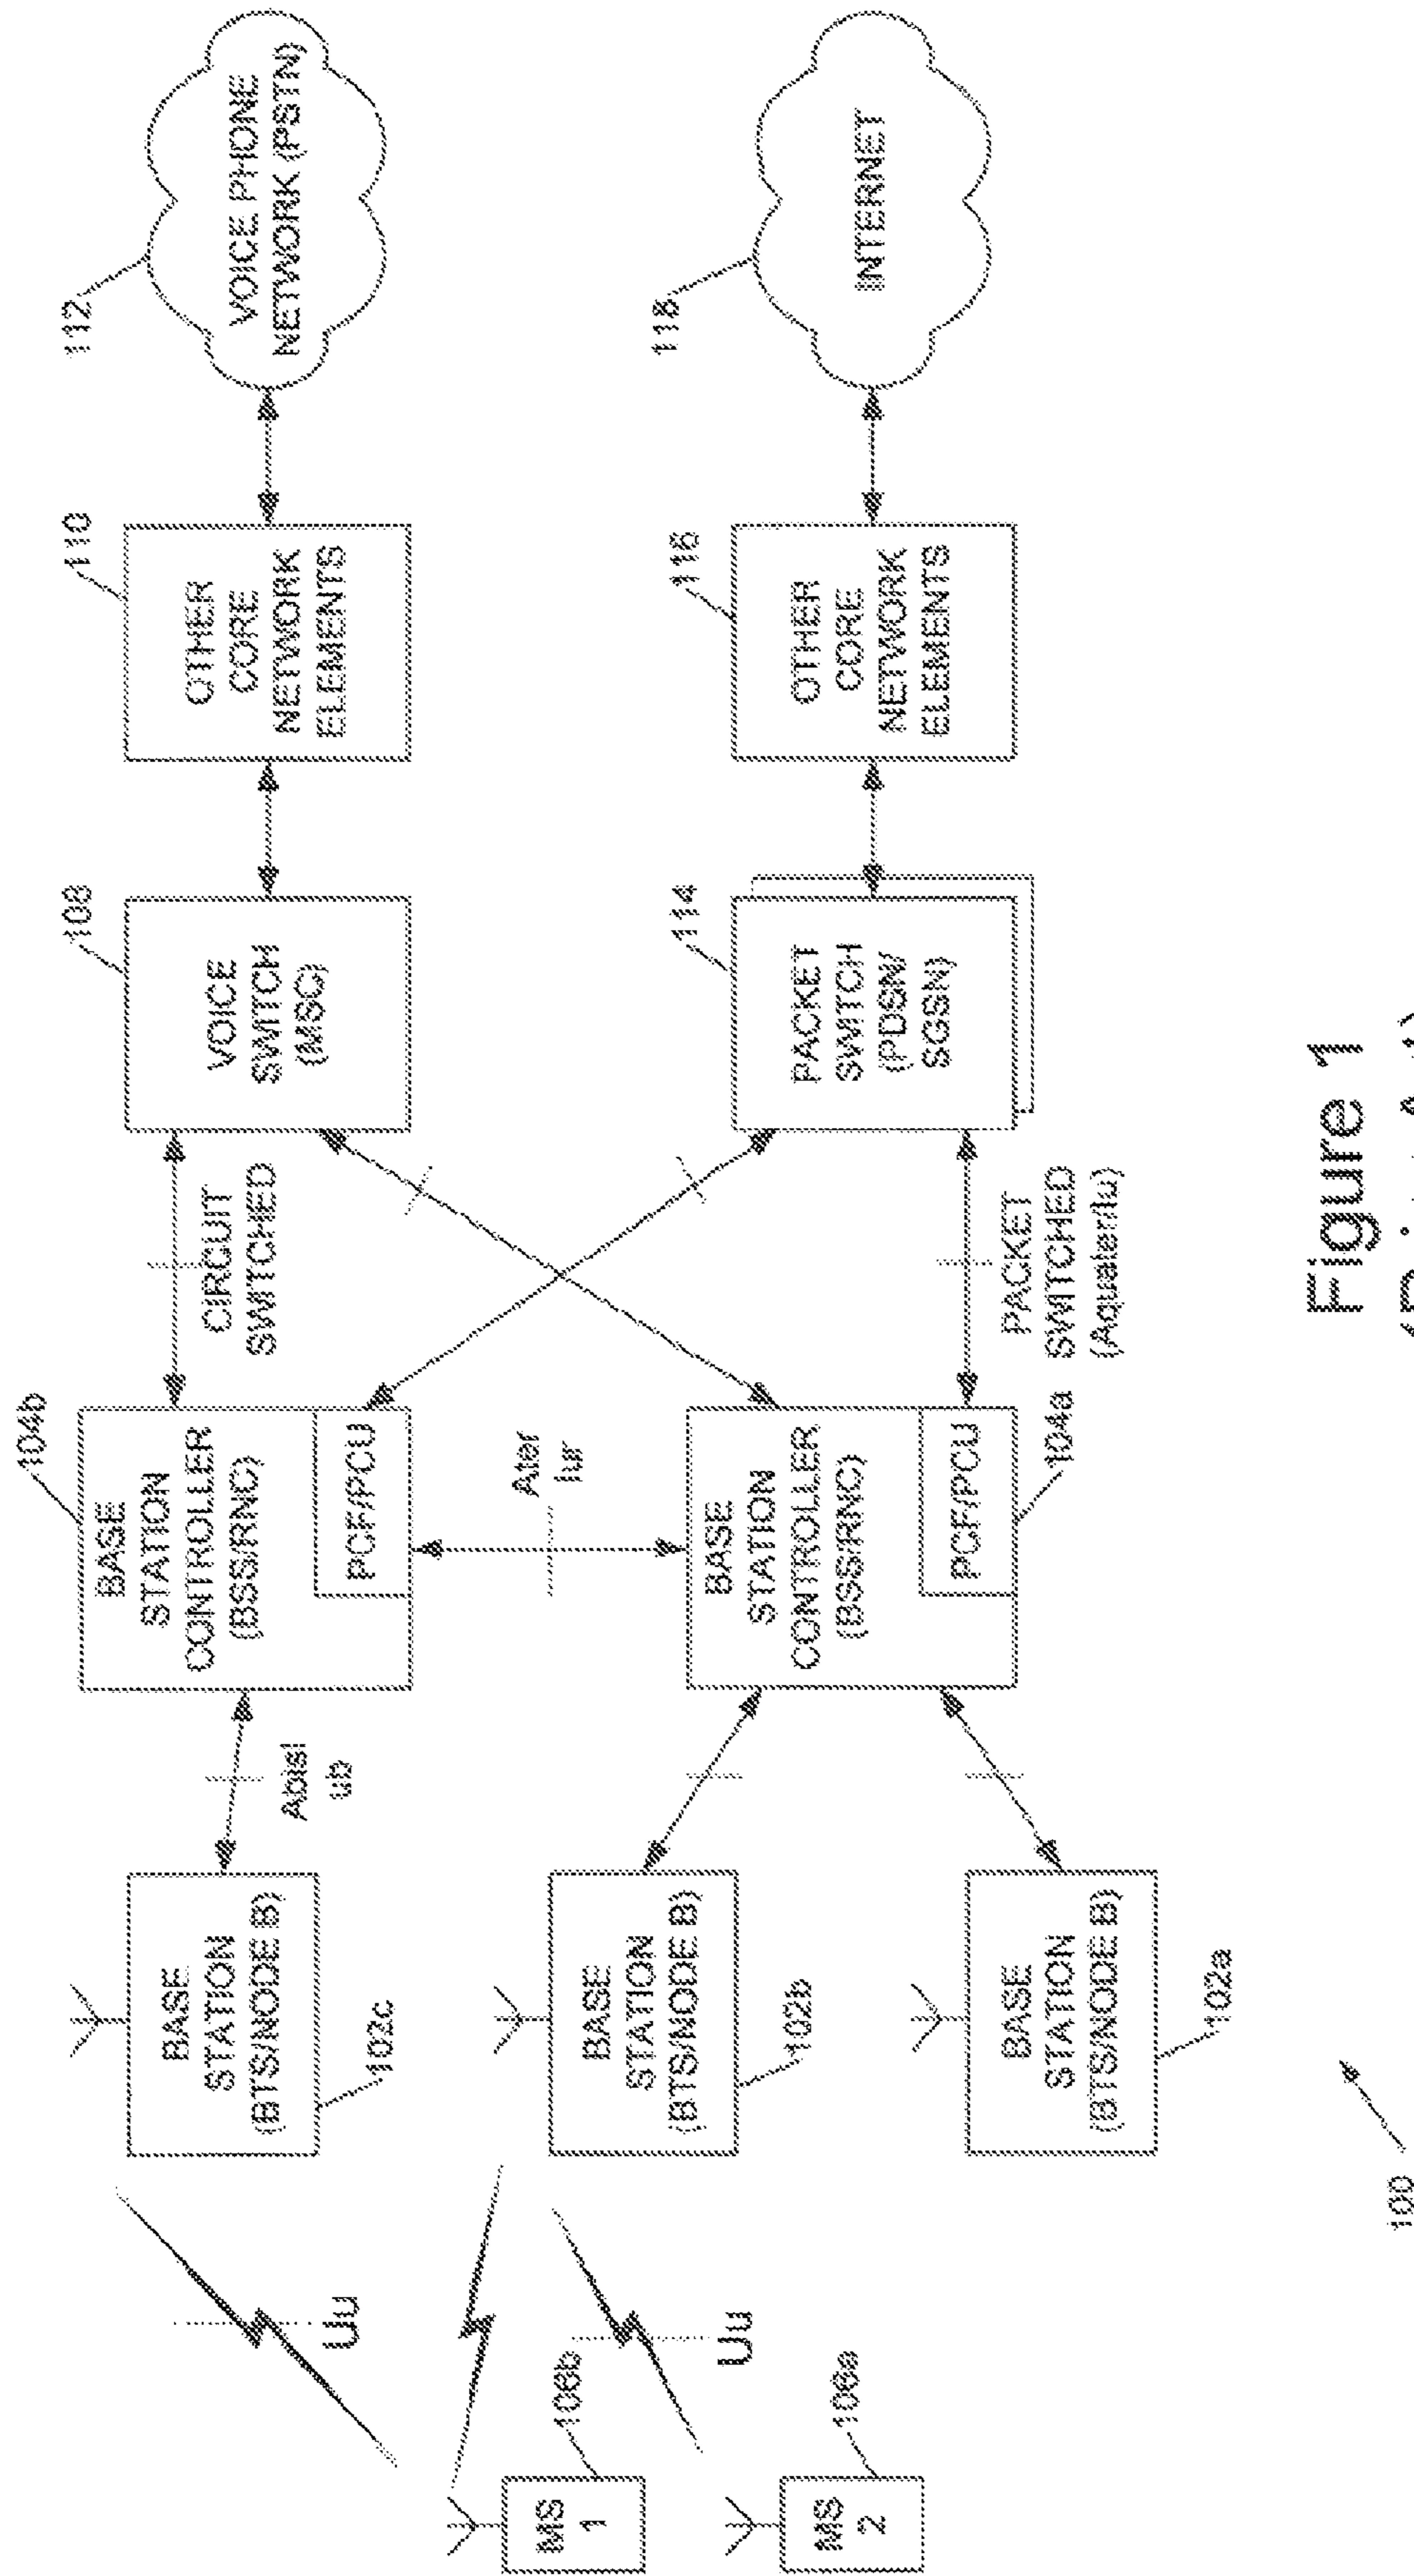 112
VOICE PHONE
NETWORK (PSTN)
118
INTERNET
110
OTHER
CORE
NETWORK
ELEMENTS
116
OTHER
CORE
NETWORK
ELEMENTS
108
VOICE
SWITCH
(MSC)
114
PACKET
SWITCH
(PDSN/
SGSN)
CIRCUIT
SWITCHED
PACKET
SWITCHED
(Aquater/Iu)
104b
BASE
STATION
CONTROLLER
(BSS/RNC)
PCF/PCU
Ater
Iur
BASE
STATION
CONTROLLER
(BSS/RNC)
PCF/PCU
104a
Abis/
ub
BASE
STATION
(BTS/NODE B)
102c
BASE
STATION
(BTS/NODE B)
102b
BASE
STATION
(BTS/NODE B)
102a
Uu
Uu
MS
1
106b
MS
2
106a
100
Figure 1
(Prior Art)